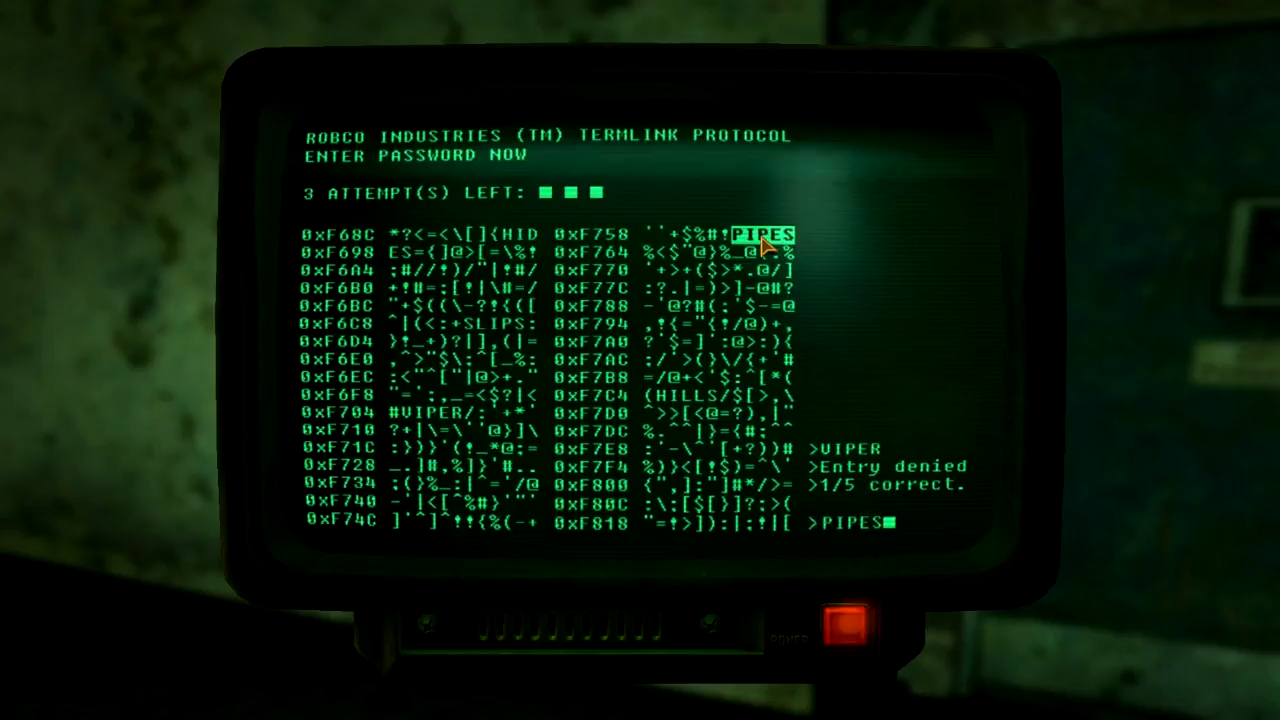 ROBCO INDUSTRIES (TM) TERMLINK PROTOCOL
ENTER PASSWORD NOW
3 ATTEMPT(S) LEFT:
0xF68C *?<=<\[]{HID 0xF758 ''+$%#!PIPES
0xF698 ES={]@>[=\%! 0xF764 %<$"@}%_@{.%
0xF6A4 ;#//!)/"|!#/ 0xF770 '+>+($>*.@/]
0xF6B0 +!#=:[!|\#=/ 0xF77C :?.|=)>]-@#?
0xF6BC "+$((\-?!{([ 0xF788 -'@?#(:'$-=@
0xF6C8 ^|(<:+SLIPS: 0xF794 ,!{="{!/@)+,
0xF6D4 }!_+)?|],(|= 0xF7A0 ?'$=]':@>:){
0xF6E0 ,^>"$\:^[_%: 0xF7AC :/'>(}\/{+'#
0xF6EC :<"^["|@>+." 0xF7B8 =/@+<'$:^[*(
0xF6F8 "=':,_=<$?|< 0xF7C4 (HILLS/$[>,\
0xF704 #VIPER/:'+*' 0xF7D0 ^>>[<@=?),|"
0xF710 ?+|\=\''@}]\ 0xF7DC %.^^|}={#;^^
0xF71C :}}}'(!_*@:= 0xF7E8 :'-\^'[+?))# >VIPER
0xF728 _.]#,%]}'#.. 0xF7F4 %)}<[!$)=^\' >Entry denied
0xF734 ;(}%_:|^='/@ 0xF800 {",]:"]#*/>= >1/5 correct.
0xF740 -'|<[^%#}'"' 0xF80C :\:[$[}]?:>(
0xF74C ]'^]^!!{%(-+ 0xF818 "=!>]):|;!|[ >PIPES
POWER